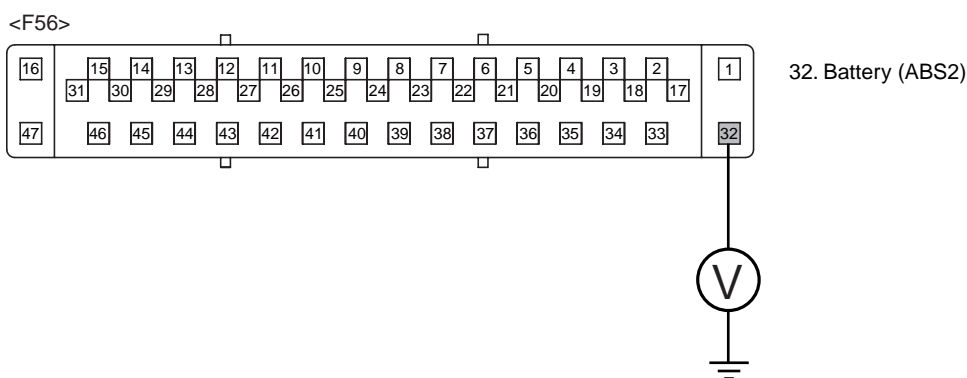 <F56>
16 15 14 13 12 11 10 9 8 7 6 5 4 3 2 1
32. Battery (ABS2)
31 30 29 28 27 26 25 24 23 22 21 20 19 18 17
47 46 45 44 43 42 41 40 39 38 37 36 35 34 33 32
V